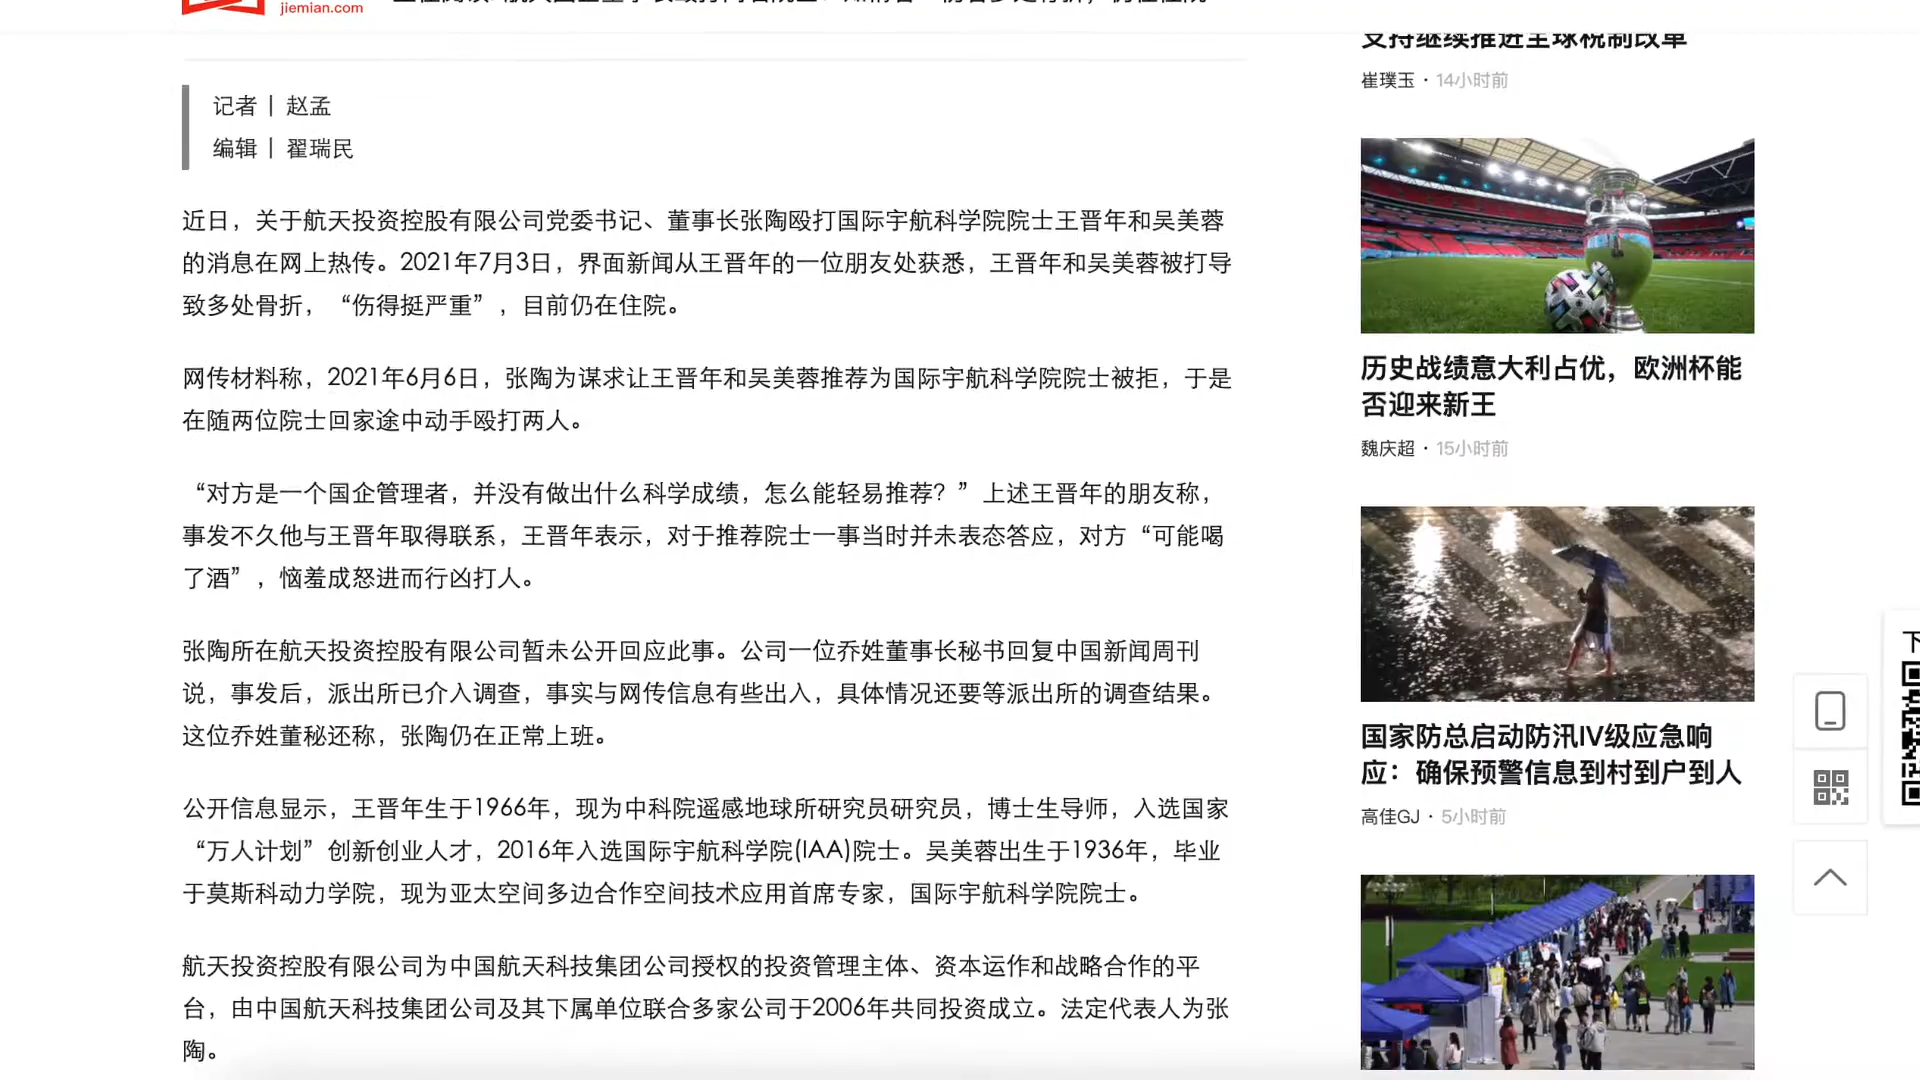 jiemian.com
记者丨赵孟
编辑丨翟瑞民
近日，关于航天投资控股有限公司党委书记、董事长张陶殴打国际宇航科学院院士王晋年和吴美蓉
的消息在网上热传。2021年7月3日，界面新闻从王晋年的一位朋友处获悉，王晋年和吴美蓉被打导
致多处骨折，“伤得挺严重”，目前仍在住院。
网传材料称，2021年6月6日，张陶为谋求让王晋年和吴美蓉推荐为国际宇航科学院院士被拒，于是
在随两位院士回家途中动手殴打两人。
“对方是一个国企管理者，并没有做出什么科学成绩，怎么能轻易推荐？”上述王晋年的朋友称，
事发不久他与王晋年取得联系，王晋年表示，对于推荐院士一事当时并未表态答应，对方“可能喝
了酒”，恼羞成怒进而行凶打人。
张陶所在航天投资控股有限公司暂未公开回应此事。公司一位乔姓董事长秘书回复中国新闻周刊
说，事发后，派出所已介入调查，事实与网传信息有些出入，具体情况还要等派出所的调查结果。
这位乔姓董秘还称，张陶仍在正常上班。
公开信息显示，王晋年生于1966年，现为中科院遥感地球所研究员研究员，博士生导师，入选国家
“万人计划”创新创业人才，2016年入选国际宇航科学院(IAA)院士。吴美蓉出生于1936年，毕业
于莫斯科动力学院，现为亚太空间多边合作空间技术应用首席专家，国际宇航科学院院士。
航天投资控股有限公司为中国航天科技集团公司授权的投资管理主体、资本运作和战略合作的平
台，由中国航天科技集团公司及其下属单位联合多家公司于2006年共同投资成立。法定代表人为张
陶。
支持继续推进全球税制改革
崔璞玉·14小时前
历史战绩意大利占优，欧洲杯能
否迎来新王
魏庆超·15小时前
国家防总启动防汛IV级应急响
应：确保预警信息到村到户到人
高佳GJ·5小时前
下